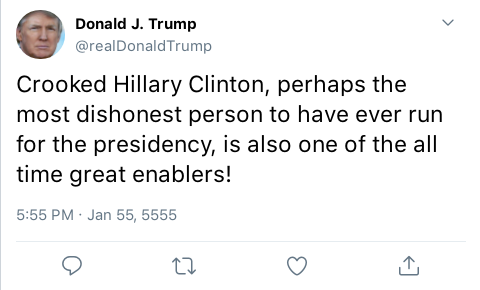 Donald J. Trump
@realDonaldTrump
Crooked Hillary Clinton, perhaps the
most dishonest person to have ever run
for the presidency, is also one of the all
time great enablers!
5:55 PM · Jan 55, 5555